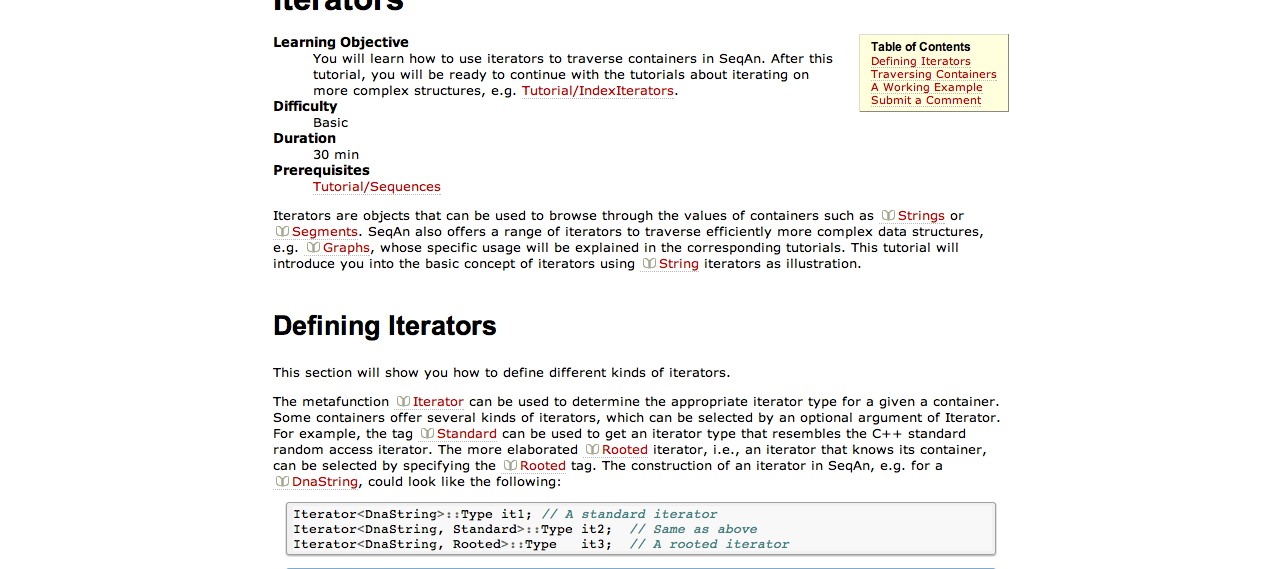 Iterators
Learning Objective
You will learn how to use iterators to traverse containers in SeqAn. After this
tutorial, you will be ready to continue with the tutorials about iterating on
more complex structures, e.g. Tutorial/IndexIterators.
Difficulty
Basic
Duration
30 min
Prerequisites
Tutorial/Sequences
Table of Contents
Defining Iterators
Traversing Containers
A Working Example
Submit a Comment
Iterators are objects that can be used to browse through the values of containers such as Strings or
Segments. SeqAn also offers a range of iterators to traverse efficiently more complex data structures,
e.g. Graphs, whose specific usage will be explained in the corresponding tutorials. This tutorial will
introduce you into the basic concept of iterators using String iterators as illustration.
Defining Iterators
This section will show you how to define different kinds of iterators.
The metafunction Iterator can be used to determine the appropriate iterator type for a given a container.
Some containers offer several kinds of iterators, which can be selected by an optional argument of Iterator.
For example, the tag Standard can be used to get an iterator type that resembles the C++ standard
random access iterator. The more elaborated Rooted iterator, i.e., an iterator that knows its container,
can be selected by specifying the Rooted tag. The construction of an iterator in SeqAn, e.g. for a
DnaString, could look like the following:
Iterator<DnaString>::Type it1; // A standard iterator
Iterator<DnaString, Standard>::Type it2;  // Same as above
Iterator<DnaString, Rooted>::Type   it3;  // A rooted iterator